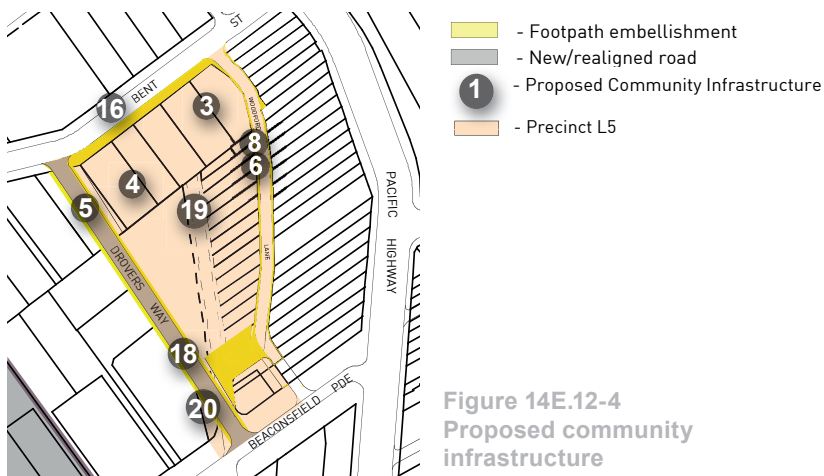 ST
BENT
16
3
WOODFORD
8
6
4
5
19
PACIFIC
HIGHWAY
DROVERS
WAY
LANE
18
20
BEACONSFIELD PDE
- Footpath embellishment
- New/realigned road
1 - Proposed Community Infrastructure
- Precinct L5
Figure 14E.12-4
Proposed community
infrastructure